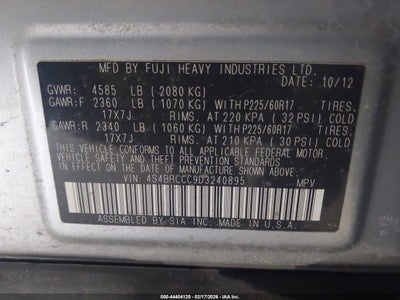 MFD BY FUJI HEAVY INDUSTRIES LTD.
DATE: 10/12
GVWR: 4585 LB (2080 KG)
GAWR:F 2360 LB (1070 KG) WITH P225/60R17 TIRES.
17X7J RIMS. AT 220 KPA (32 PSI) COLD
GAWR:R 2340 LB (1060 KG) WITH P225/60R17 TIRES.
17X7J RIMS. AT 210 KPA (30 PSI) COLD
THIS VEHICLE CONFORMS TO ALL APPLICABLE FEDERAL MOTOR
VEHICLE SAFETY AND THEFT PREVENTION STANDARDS IN EFFECT
ON THE DATE OF MANUFACTURE SHOWN ABOVE.
VIN: 4S4BRCCC9D3240895 MPV
ASSEMBLED BY SIA INC. MADE IN U.S.A.
000-44404120 - 02/17/2026 - IAAI.COM